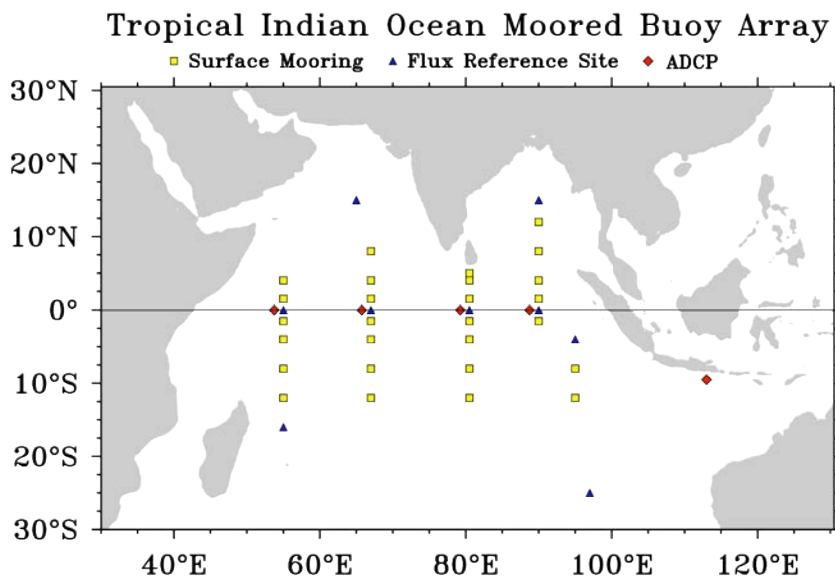 Tropical Indian Ocean Moored Buoy Array
Surface Mooring Flux Reference Site ADCP
30°N
20°N
10°N
0°
10°S
20°S
30°S
40°E 60°E 80°E 100°E 120°E